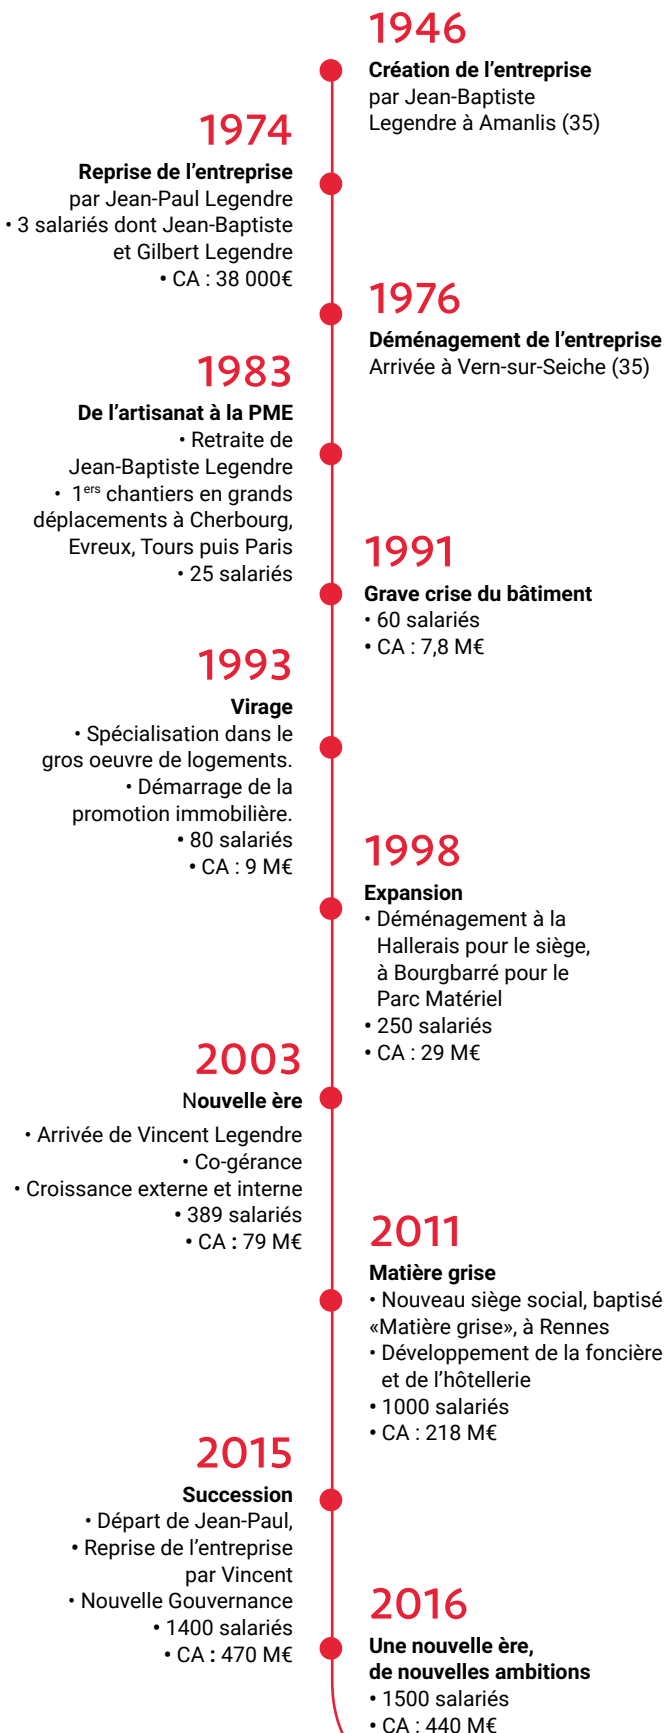 1946
Création de l’entreprise
par Jean-Baptiste
Legendre à Amanlis (35)
1974
Reprise de l’entreprise
par Jean-Paul Legendre
• 3 salariés dont Jean-Baptiste
et Gilbert Legendre
• CA : 38 000€
1976
Déménagement de l’entreprise
Arrivée à Vern-sur-Seiche (35)
1983
De l’artisanat à la PME
• Retraite de
Jean-Baptiste Legendre
• 1ers chantiers en grands
déplacements à Cherbourg,
Evreux, Tours puis Paris
• 25 salariés
1991
Grave crise du bâtiment
• 60 salariés
• CA : 7,8 M€
1993
Virage
• Spécialisation dans le
gros oeuvre de logements.
• Démarrage de la
promotion immobilière.
• 80 salariés
• CA : 9 M€
1998
Expansion
• Déménagement à la
Hallerais pour le siège,
à Bourgbarré pour le
Parc Matériel
• 250 salariés
• CA : 29 M€
2003
Nouvelle ère
• Arrivée de Vincent Legendre
• Co-gérance
• Croissance externe et interne
• 389 salariés
• CA : 79 M€
2011
Matière grise
• Nouveau siège social, baptisé
«Matière grise», à Rennes
• Développement de la foncière
et de l’hôtellerie
• 1000 salariés
• CA : 218 M€
2015
Succession
• Départ de Jean-Paul,
• Reprise de l’entreprise
par Vincent
• Nouvelle Gouvernance
• 1400 salariés
• CA : 470 M€
2016
Une nouvelle ère,
de nouvelles ambitions
• 1500 salariés
• CA : 440 M€